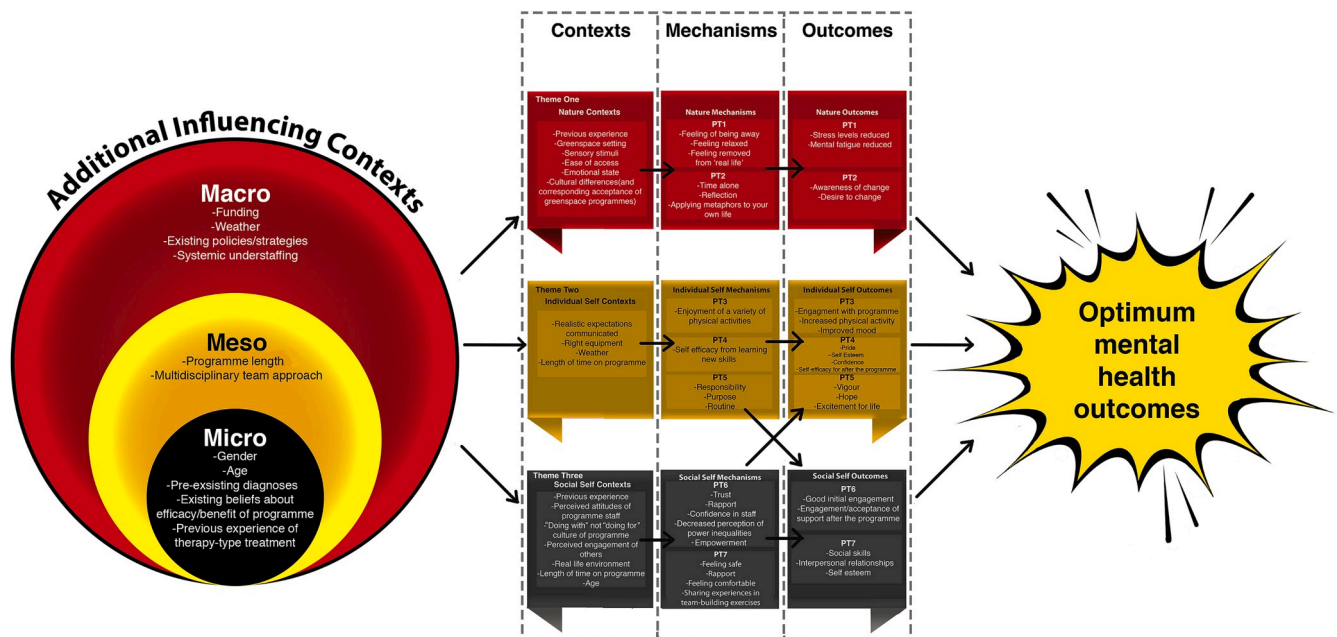 Additional Influencing Contexts
Macro
-Funding
-Weather
-Existing policies/strategies
-Systemic understaffing
Meso
-Programme length
-Multidisciplinary team approach
Micro
-Gender
-Age
-Pre-exsisting diagnoses
-Existing beliefs about
efficacy/benefit of programme
-Previous experience of
therapy-type treatment
Contexts
Mechanisms
Outcomes
Theme One
Nature Contexts
-Previous experience
-Greenspace setting
-Sensory stimuli
-Ease of access
-Emotional state
-Cultural differences(and
corresponding acceptance of
greenspace programmes)
Nature Mechanisms
PT1
-Feeling of being away
-Feeling relaxed
-Feeling removed
from 'real life'
PT2
-Time alone
-Reflection
-Applying metaphors to your
own life
Nature Outcomes
PT1
-Stress levels reduced
-Mental fatigue reduced
PT2
-Awareness of change
-Desire to change
Theme Two
Individual Self Contexts
-Realistic expectations
communicated
-Right equipment
-Weather
-Length of time on programme
Individual Self Mechanisms
PT3
-Enjoyment of a variety of
physical activities
PT4
-Self efficacy from learning
new skills
PT5
-Responsibility
-Purpose
-Routine
Individual Self Outcomes
PT3
-Engagment with programme
-Increased physical activity
-Improved mood
PT4
-Pride
-Self Esteem
-Confidence
-Self-efficacy for after the programme
PT5
-Vigour
-Hope
-Excitement for life
Theme Three
Social Self Contexts
-Previous experience
-Perceived attitudes of
programme staff
-"Doing with" not "doing for"
culture of programme
-Perceived engagement of
others
-Real life environment
-Length of time on programme
-Age
Social Self Mechanisms
PT6
-Trust
-Rapport
-Confidence in staff
-Decreased perception of
power inequalities
-Empowerment
PT7
-Feeling safe
-Rapport
-Feeling comfortable
-Sharing experiences in
team-building exercises
Social Self Outcomes
PT6
-Good initial engagement
-Engagement/acceptance of
support after the programme
PT7
-Social skills
-Interpersonal relationships
-Self esteem
Optimum
mental
health
outcomes